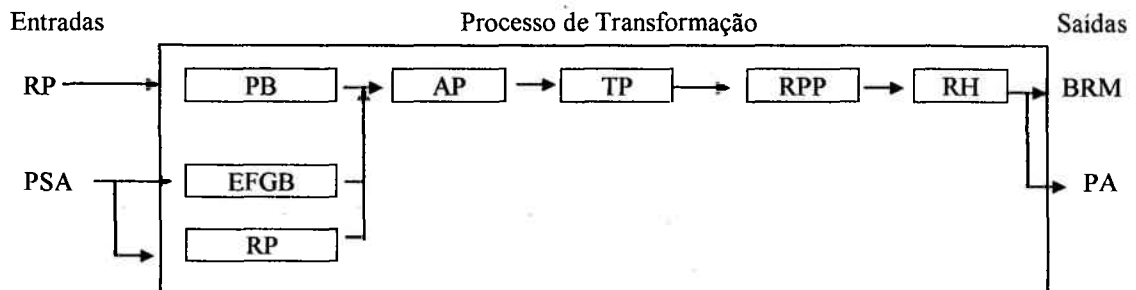 Entradas Processo de Transformação Saídas
RP PB AP TP RPP RH BRM
PSA EFGB PA
RP